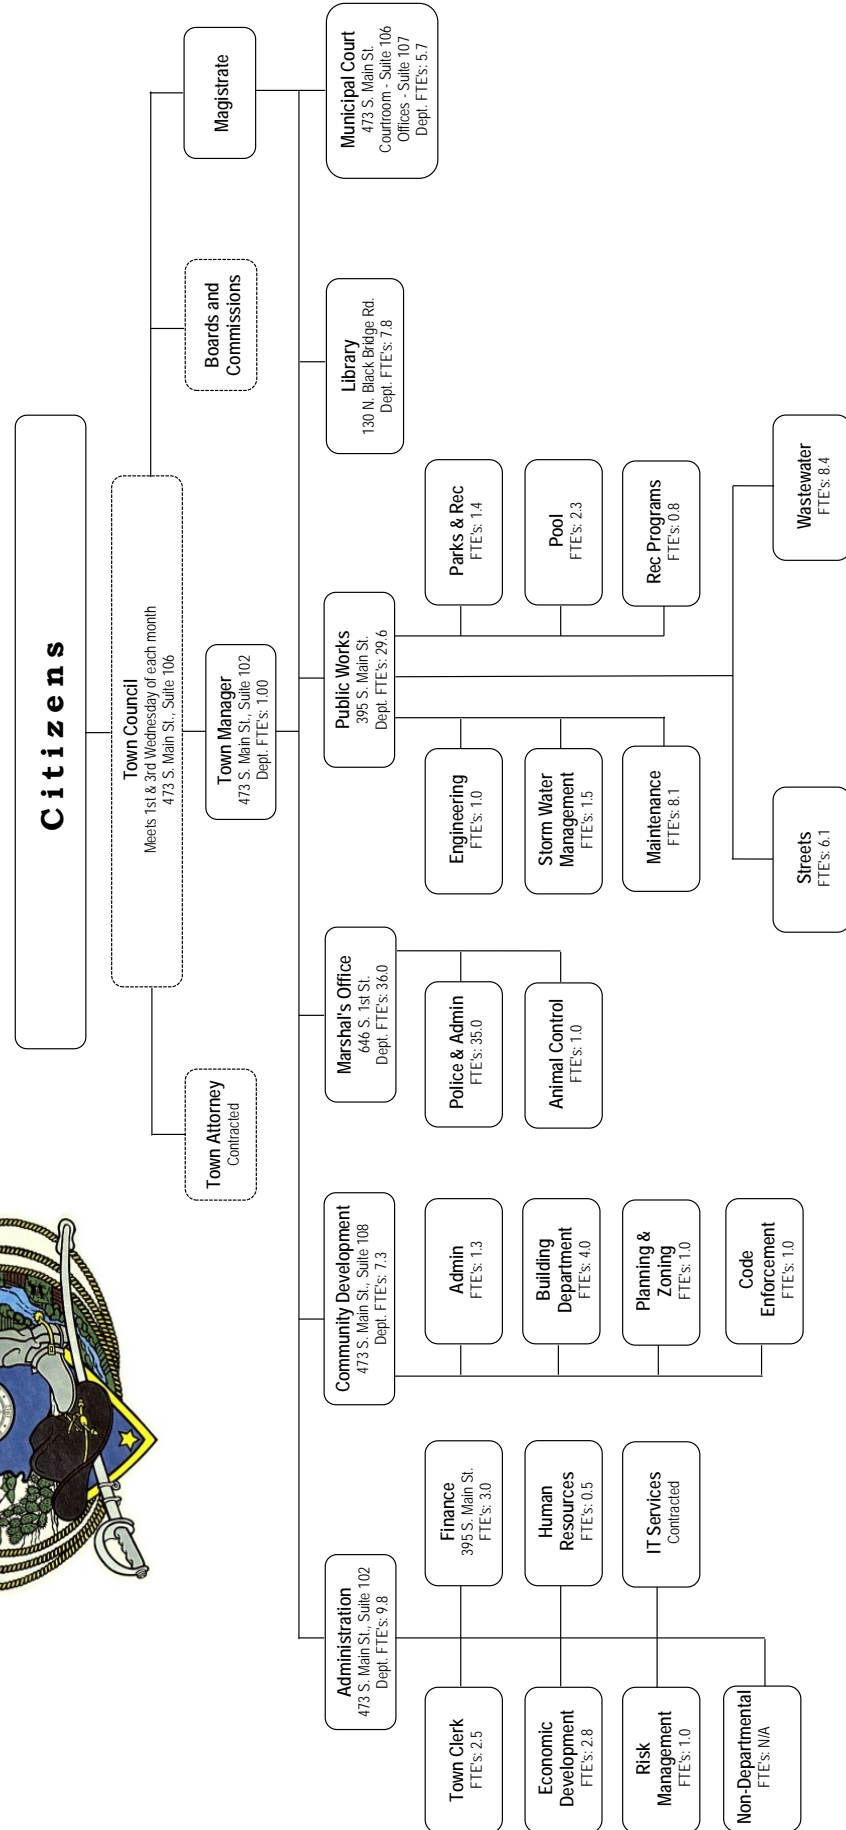 Citizens
Town Council
Meets 1st & 3rd Wednesday of each month
473 S. Main St., Suite 106
Town Attorney
Contracted
Boards and
Commissions
Magistrate
Town Manager
473 S. Main St., Suite 102
Dept. FTE's: 1.00
Administration
473 S. Main St., Suite 102
Dept. FTE's: 9.8
Community Development
473 S. Main St., Suite 108
Dept. FTE's: 7.3
Marshal's Office
646 S. 1st St.
Dept. FTE's: 36.0
Public Works
395 S. Main St.
Dept. FTE's: 29.6
Library
130 N. Black Bridge Rd.
Dept. FTE's: 7.8
Municipal Court
473 S. Main St.
Courtroom - Suite 106
Offices - Suite 107
Dept. FTE's: 5.7
Town Clerk
FTE's: 2.5
Finance
395 S. Main St.
FTE's: 3.0
Economic
Development
FTE's: 2.8
Human
Resources
FTE's: 0.5
Risk
Management
FTE's: 1.0
IT Services
Contracted
Non-Departmental
FTE's: N/A
Admin
FTE's: 1.3
Building
Department
FTE's: 4.0
Planning &
Zoning
FTE's: 1.0
Code
Enforcement
FTE's: 1.0
Police & Admin
FTE's: 35.0
Animal Control
FTE's: 1.0
Engineering
FTE's: 1.0
Storm Water
Management
FTE's: 1.5
Maintenance
FTE's: 8.1
Parks & Rec
FTE's: 1.4
Pool
FTE's: 2.3
Rec Programs
FTE's: 0.8
Streets
FTE's: 6.1
Wastewater
FTE's: 8.4